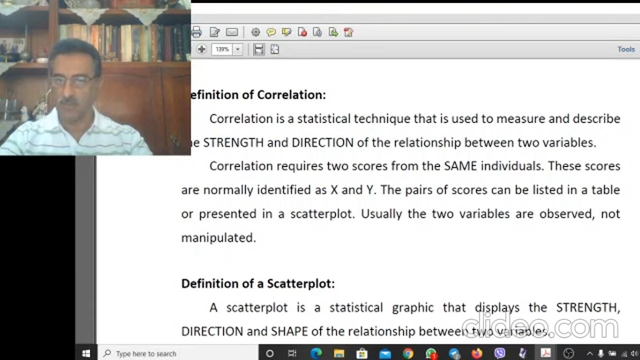 139%
Tools
Definition of Correlation:
Correlation is a statistical technique that is used to measure and describe
the STRENGTH and DIRECTION of the relationship between two variables.
Correlation requires two scores from the SAME individuals. These scores
are normally identified as X and Y. The pairs of scores can be listed in a table
or presented in a scatterplot. Usually the two variables are observed, not
manipulated.
Definition of a Scatterplot:
A scatterplot is a statistical graphic that displays the STRENGTH,
DIRECTION and SHAPE of the relationship between two variables.
clideo.com
Type here to search